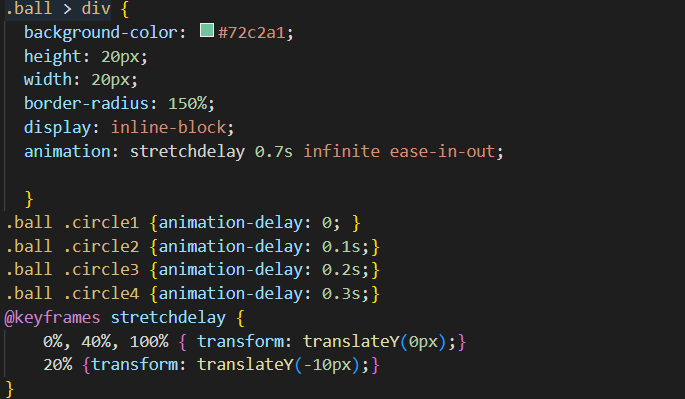 .ball > div {
background-color: #72c2a1;
height: 20px;
width: 20px;
border-radius: 150%;
display: inline-block;
animation: stretchdelay 0.7s infinite ease-in-out;
}
.ball .circle1 {animation-delay: 0; }
.ball .circle2 {animation-delay: 0.1s;}
.ball .circle3 {animation-delay: 0.2s;}
.ball .circle4 {animation-delay: 0.3s;}
@keyframes stretchdelay {
0%, 40%, 100% { transform: translateY(0px);}
20% {transform: translateY(-10px);}
}